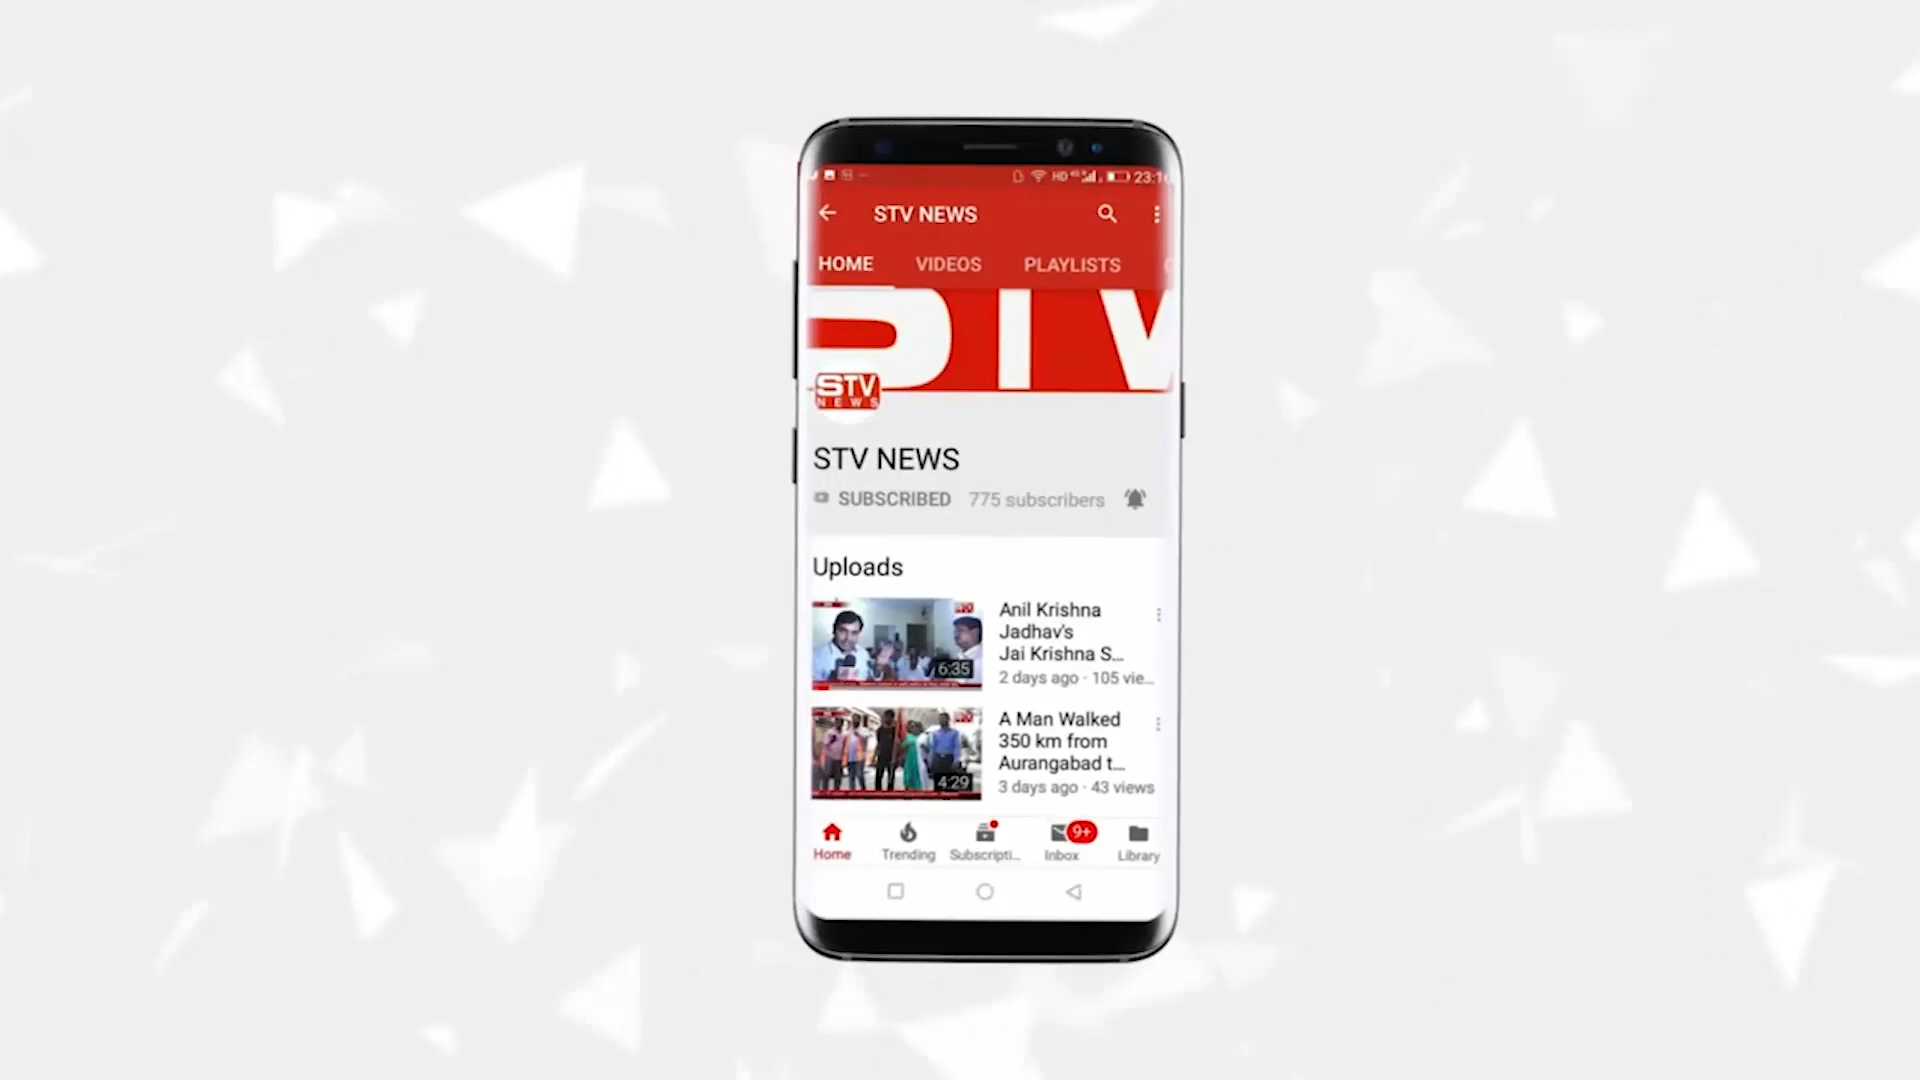 HD 23:1
STV NEWS
HOME VIDEOS PLAYLISTS
STV
STV
NEWS
STV NEWS
SUBSCRIBED 775 subscribers
Uploads
Anil Krishna
Jadhav's
Jai Krishna S...
6:35
2 days ago · 105 vie...
A Man Walked
350 km from
Aurangabad t...
4:29
3 days ago · 43 views
9+
Home Trending Subscripti... Inbox Library